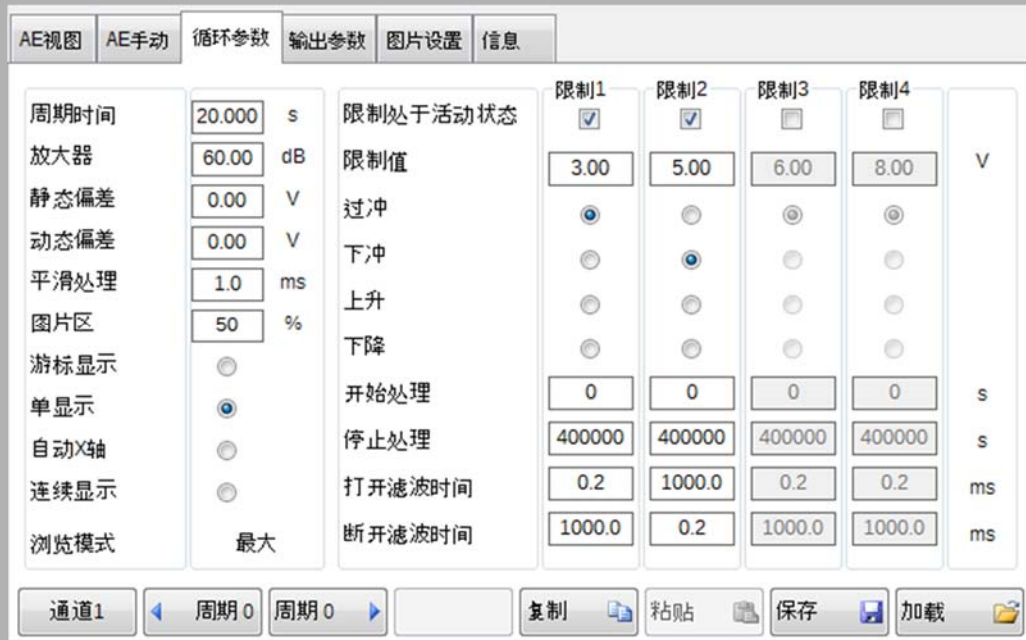 AE视图 AE手动 循环参数 输出参数 图片设置 信息
限制1 限制2 限制3 限制4
周期时间 20.000 s 限制处于活动状态
放大器 60.00 dB 限制值 3.00 5.00 6.00 8.00 V
静态偏差 0.00 V 过冲
动态偏差 0.00 V 下冲
平滑处理 1.0 ms 上升
图片区 50 % 下降
游标显示
单显示 开始处理 0 0 0 0 s
自动X轴 停止处理 400000 400000 400000 400000 s
连续显示 打开滤波时间 0.2 1000.0 0.2 0.2 ms
浏览模式 最大 断开滤波时间 1000.0 0.2 1000.0 1000.0 ms
通道1 周期 0 周期 0 复制 粘贴 保存 加载